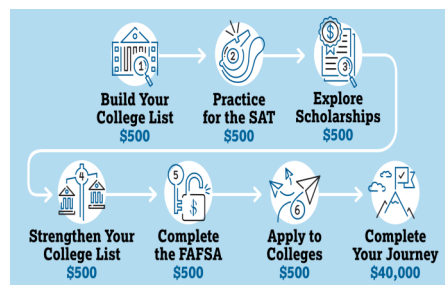 1
Build Your
College List
$500
2
Practice
for the SAT
$500
$
3
Explore
Scholarships
$500
4
Strengthen Your
College List
$500
5
$
Complete
the FAFSA
$500
6
Apply to
Colleges
$500
Complete
Your Journey
$40,000